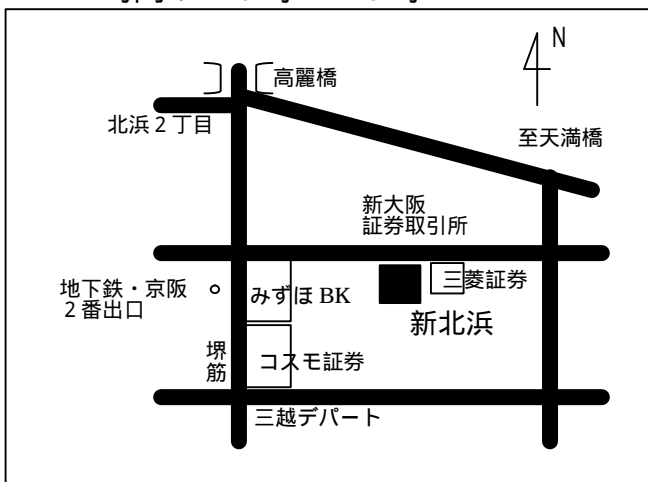 N
高麗橋
北浜２丁目
至天満橋
新大阪
証券取引所
地下鉄・京阪
２番出口
みずほ BK
三菱証券
新北浜
堺筋
コスモ証券
三越デパート